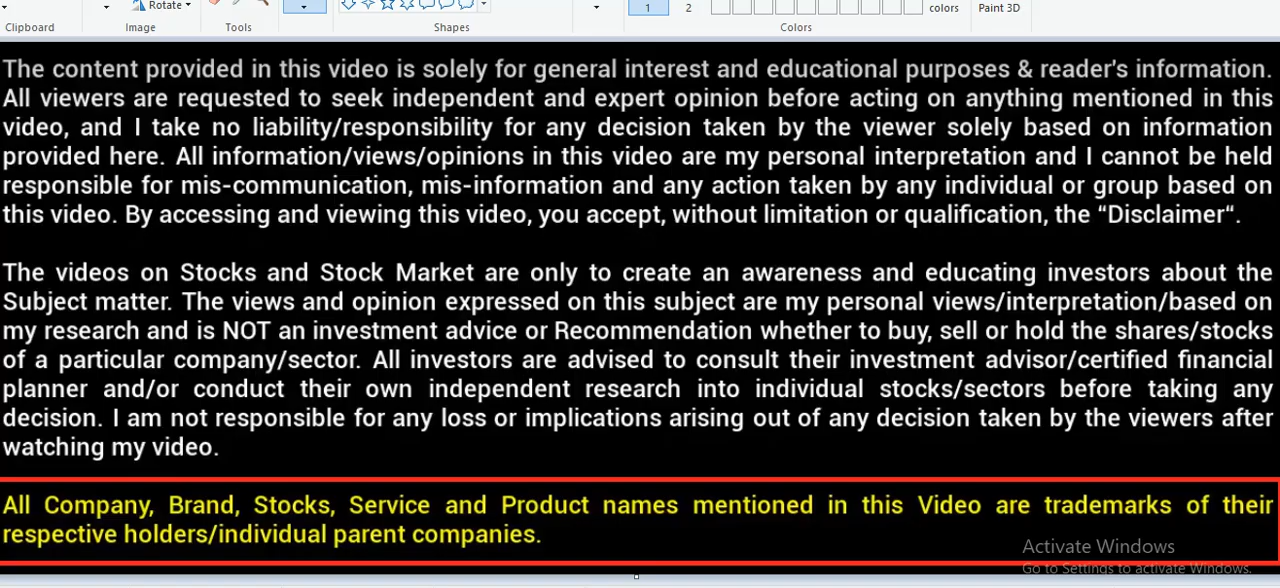 Rotate
1
2
colors
Paint 3D
Clipboard
Image
Tools
Shapes
Colors
The content provided in this video is solely for general interest and educational purposes & reader's information.
All viewers are requested to seek independent and expert opinion before acting on anything mentioned in this
video, and I take no liability/responsibility for any decision taken by the viewer solely based on information
provided here. All information/views/opinions in this video are my personal interpretation and I cannot be held
responsible for mis-communication, mis-information and any action taken by any individual or group based on
this video. By accessing and viewing this video, you accept, without limitation or qualification, the “Disclaimer“.
The videos on Stocks and Stock Market are only to create an awareness and educating investors about the
Subject matter. The views and opinion expressed on this subject are my personal views/interpretation/based on
my research and is NOT an investment advice or Recommendation whether to buy, sell or hold the shares/stocks
of a particular company/sector. All investors are advised to consult their investment advisor/certified financial
planner and/or conduct their own independent research into individual stocks/sectors before taking any
decision. I am not responsible for any loss or implications arising out of any decision taken by the viewers after
watching my video.
All Company, Brand, Stocks, Service and Product names mentioned in this Video are trademarks of their
respective holders/individual parent companies.
Activate Windows
Go to Settings to activate Windows.